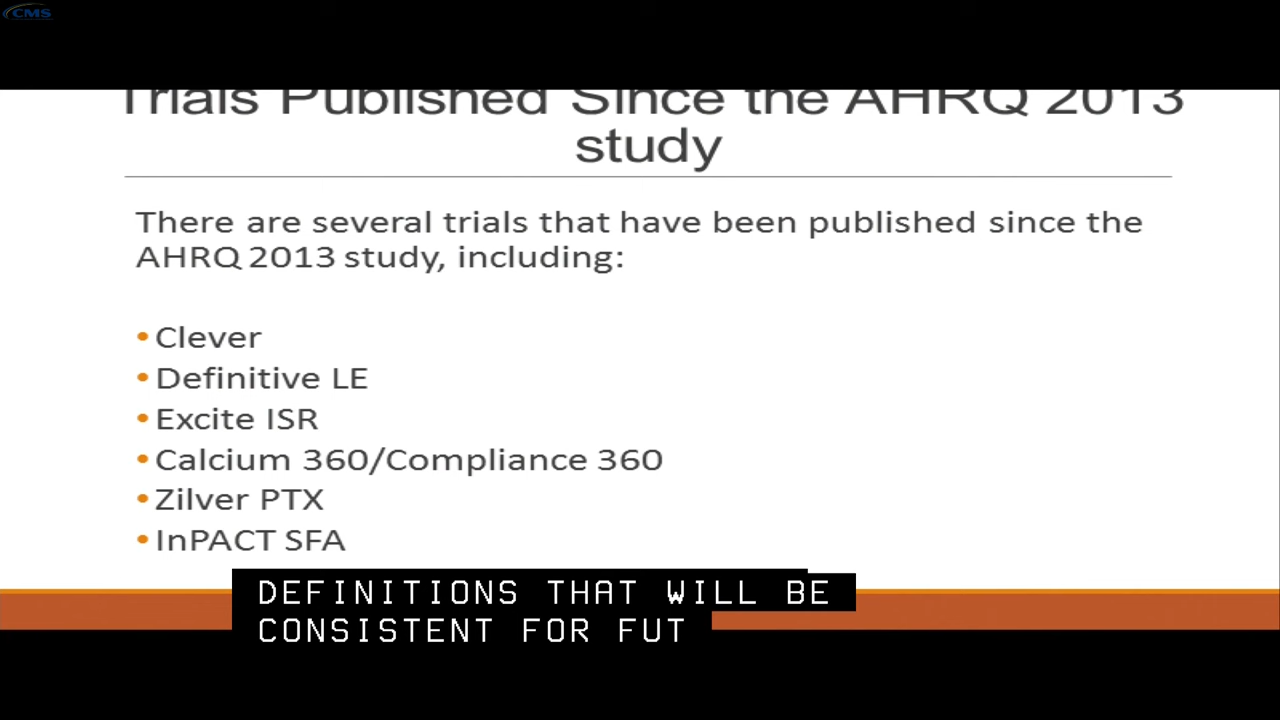 CMS
Trials Published Since the AHRQ 2013
study
There are several trials that have been published since the
AHRQ 2013 study, including:
•Clever
•Definitive LE
•Excite ISR
•Calcium 360/Compliance 360
•Zilver PTX
•InPACT SFA
DEFINITIONS THAT WILL BE
CONSISTENT FOR FUT